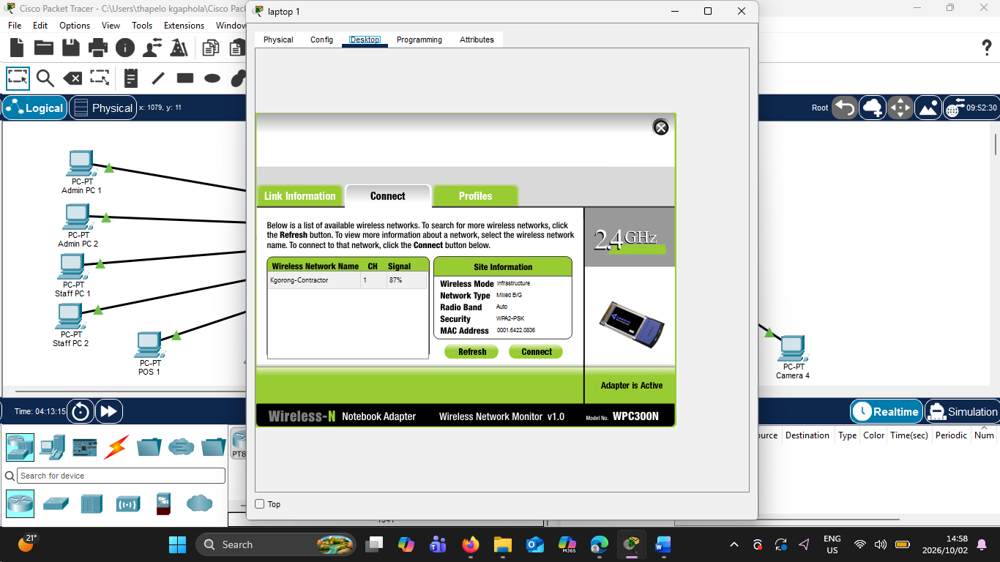 Cisco Packet Tracer - C:\Users\thapelo kgaphola\Cisco Pac
laptop 1
File Edit Options View Tools Extensions Window
Physical Config Desktop Programming Attributes
Logical Physical x: 1079, y: 11
Root 09:52:30
PC-PT
Admin PC 1
PC-PT
Admin PC 2
PC-PT
Staff PC 1
PC-PT
Staff PC 2
PC-PT
POS 1
PC-PT
Camera 4
Link Information Connect Profiles
Below is a list of available wireless networks. To search for more wireless networks, click
the Refresh button. To view more information about a network, select the wireless network
name. To connect to that network, click the Connect button below.
2.4GHz
Wireless Network Name CH Signal
Kgorong-Contractor 1 87%
Site Information
Wireless Mode Infrastructure
Network Type Mixed B/G
Radio Band Auto
Security WPA2-PSK
MAC Address 0001.6422.0836
Refresh Connect
Adapter is Active
Wireless-N Notebook Adapter Wireless Network Monitor v1.0 Model No. WPC300N
Time: 04:13:15
Realtime Simulation
ource Destination Type Color Time(sec) Periodic Num
PT8
Search for device
Top
1941
21°
Search
M365
ENG
US
14:58
2026/10/02